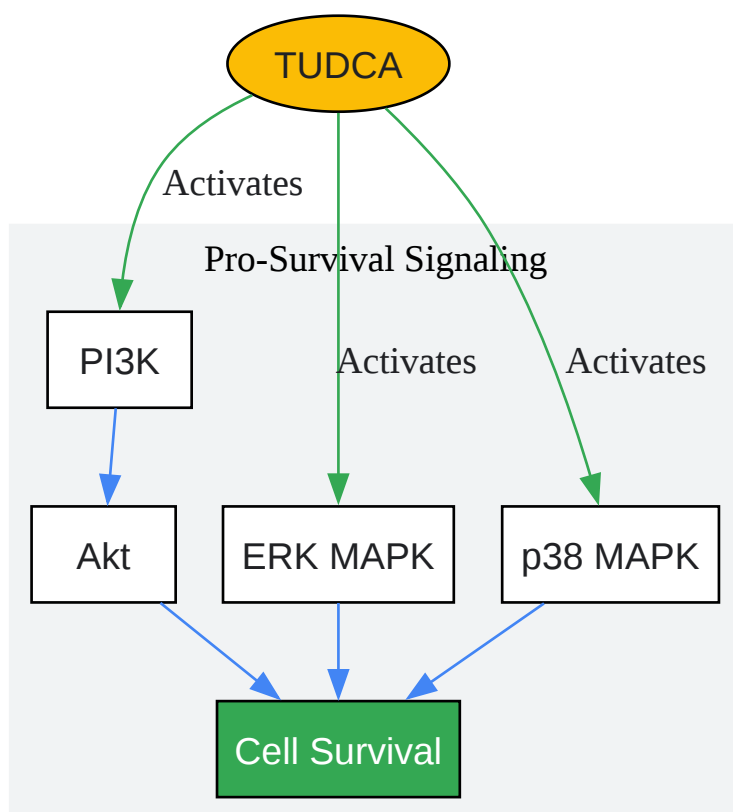 TUDCA
Activates
Pro-Survival Signaling
PI3K
Activates
Activates
Akt
ERK MAPK
p38 MAPK
Cell Survival